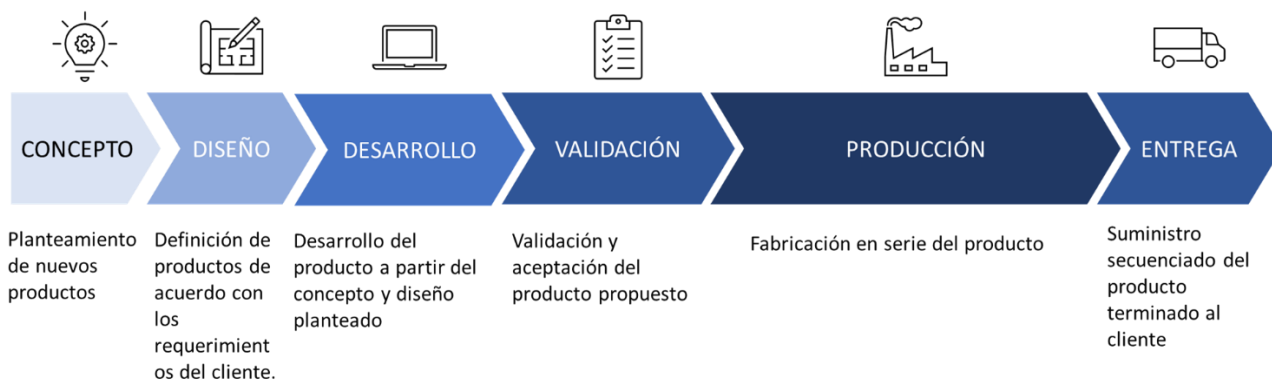 CONCEPTO
DISEÑO
DESARROLLO
VALIDACIÓN
PRODUCCIÓN
ENTREGA
Planteamiento
de nuevos
productos
Definición de
productos de
acuerdo con
los
requerimient
os del cliente.
Desarrollo del
producto a partir del
concepto y diseño
planteado
Validación y
aceptación del
producto propuesto
Fabricación en serie del producto
Suministro
secuenciado del
producto
terminado al
cliente